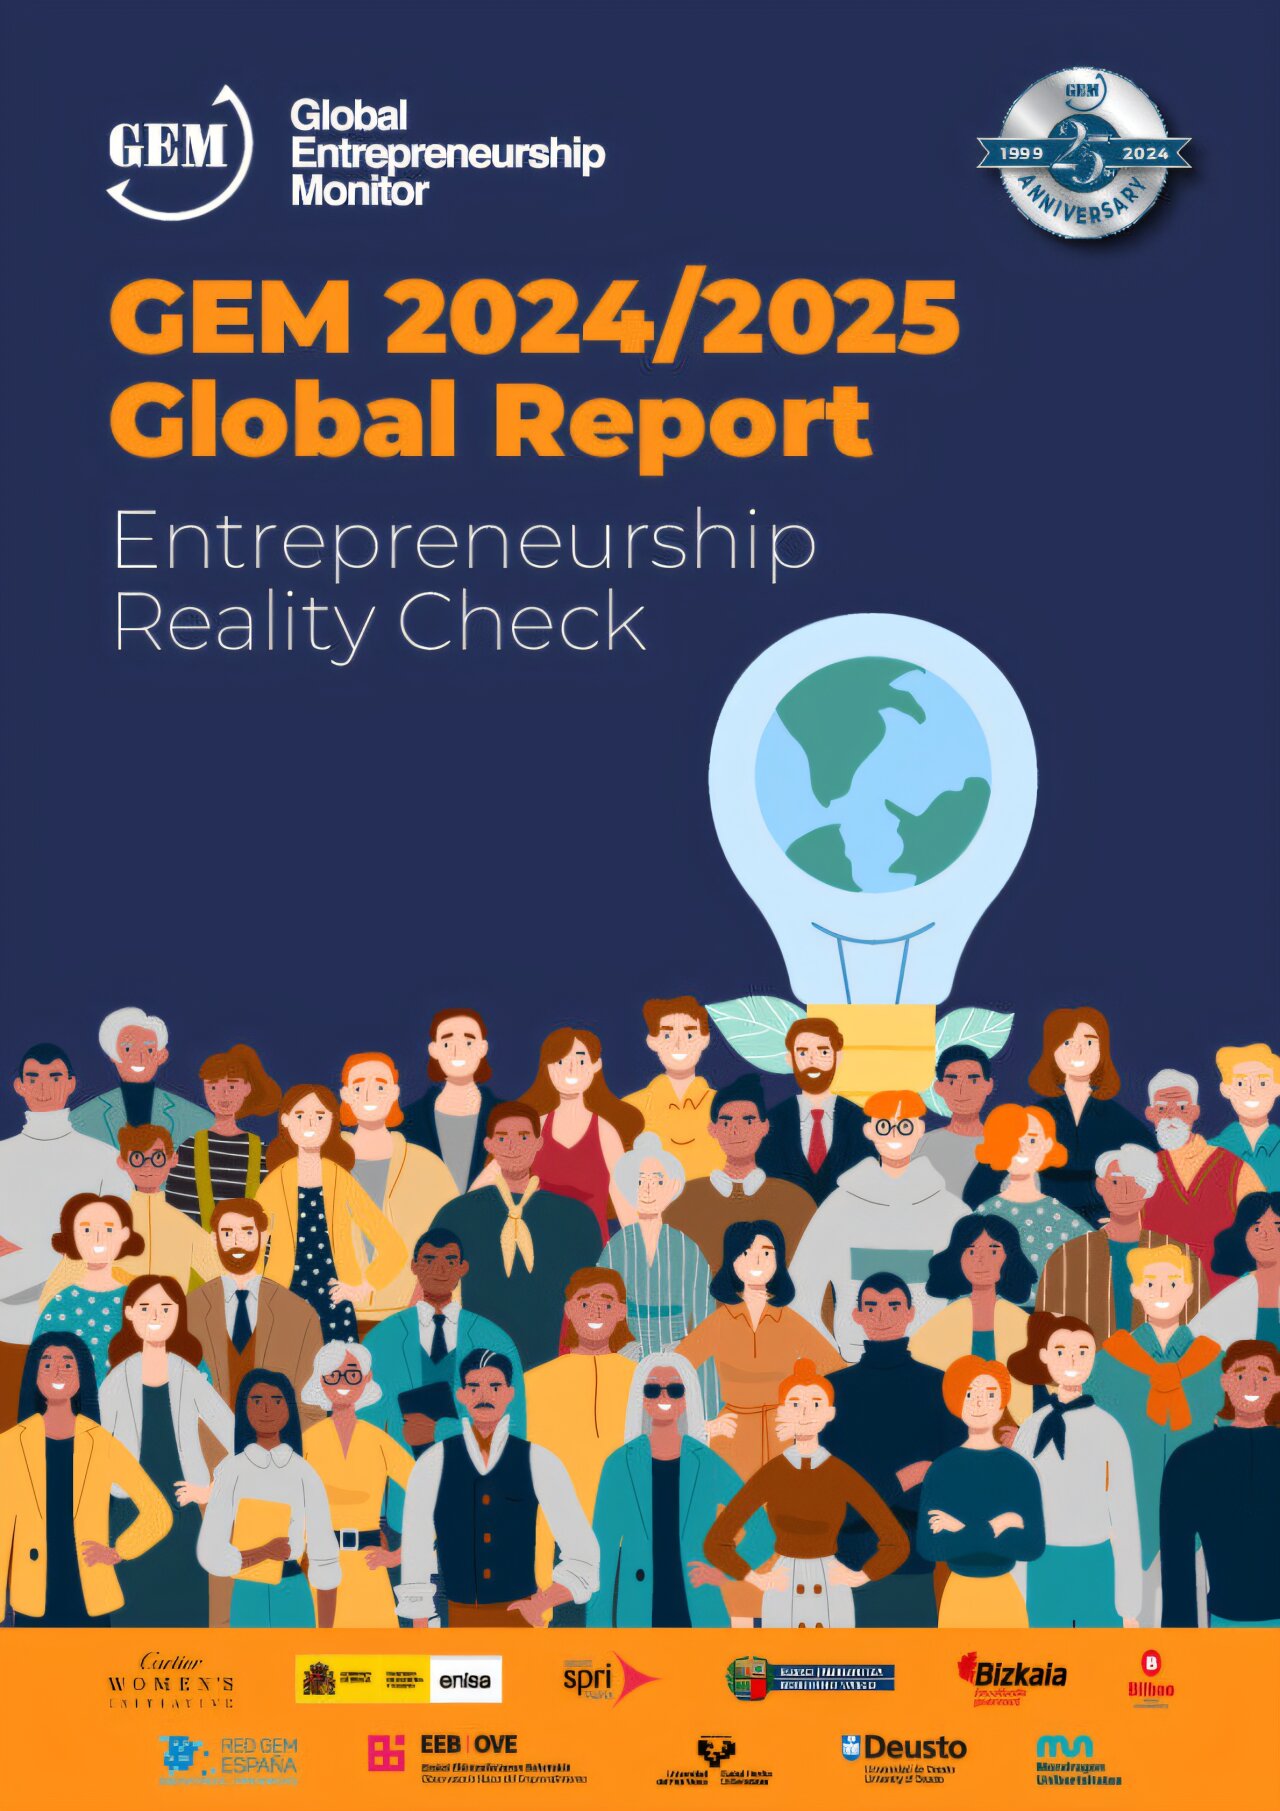 GEM
Global
Entrepreneurship
Monitor
GEM
1999 25 2024
ANNIVERSARY
GEM 2024/2025
Global Report
Entrepreneurship
Reality Check
Cartier
WOMEN'S
INITIATIVE
enisa
spri
Bizkaia
B
Bilbao
RED GEM
ESPAÑA
EEB | OVE
Deusto
Mondragon
Unibertsitatea